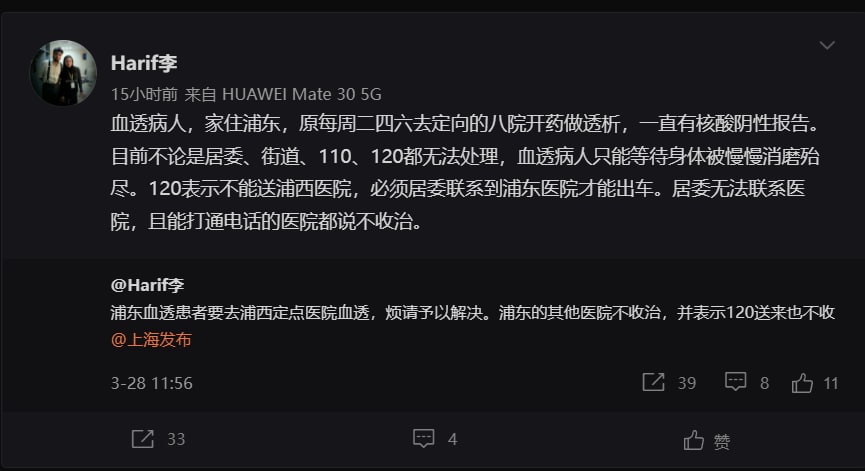 Harif李
15小时前 来自 HUAWEI Mate 30 5G
血透病人，家住浦东，原每周二四六去定向的八院开药做透析，一直有核酸阴性报告。
目前不论是居委、街道、110、120都无法处理，血透病人只能等待身体被慢慢消磨殆
尽。120表示不能送浦西医院，必须居委联系到浦东医院才能出车。居委无法联系医
院，且能打通电话的医院都说不收治。
@Harif李
浦东血透患者要去浦西定点医院血透，烦请予以解决。浦东的其他医院不收治，并表示120送来也不收
@上海发布
3-28 11:56 39 8 11
33 4 赞